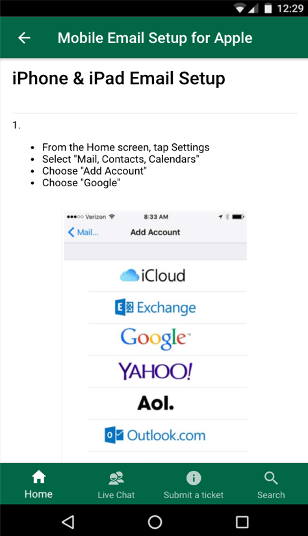 12:29
Mobile Email Setup for Apple
iPhone & iPad Email Setup
1.
From the Home screen, tap Settings
Select "Mail, Contacts, Calendars"
Choose "Add Account"
Choose "Google"
Verizon 8:33 AM
Mail... Add Account
iCloud
Exchange
Google™
YAHOO!
Aol.
Outlook.com
Home Live Chat Submit a ticket Search